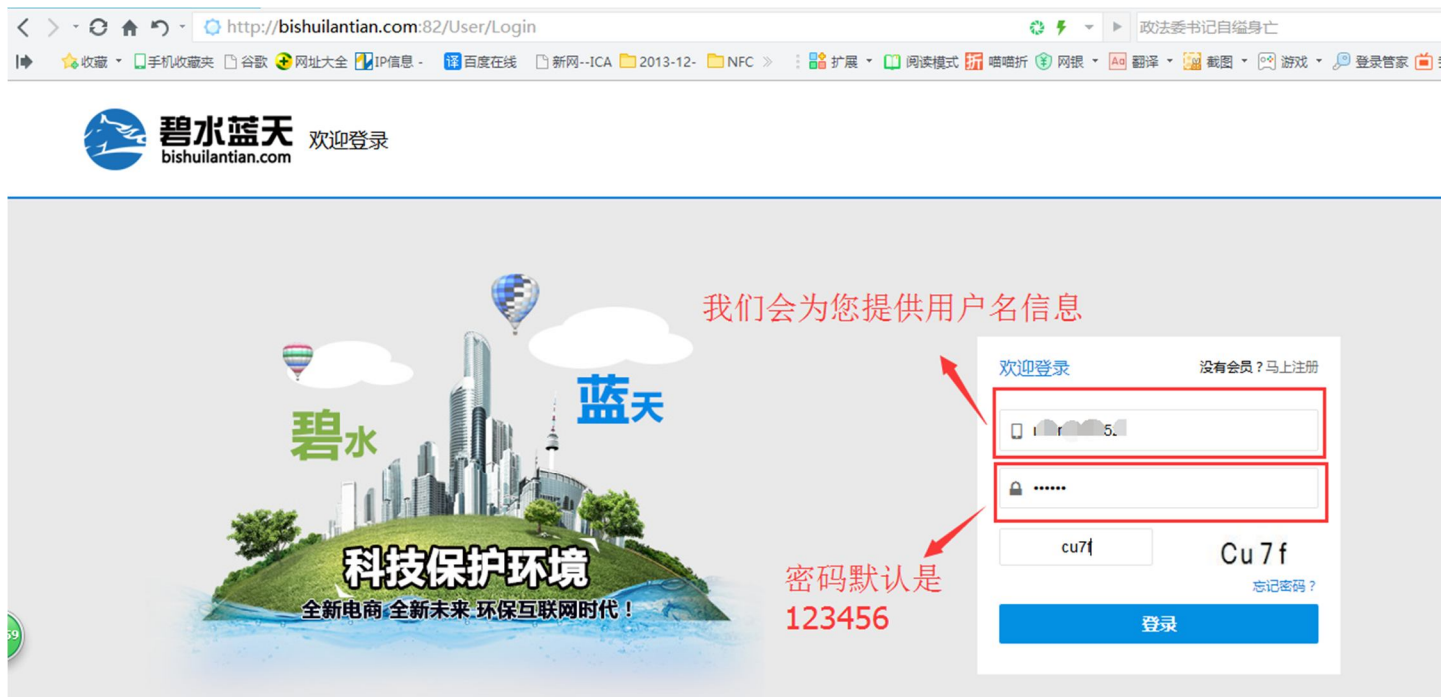 http://bishuilantian.com:82/User/Login
政法委书记自缢身亡
收藏 手机收藏夹 谷歌 网址大全 IP信息 - 译 百度在线 新网--ICA 2013-12- NFC » 扩展 阅读模式 折 喵喵折 网银 Aa 翻译 截图 游戏 登录管家
碧水蓝天 欢迎登录
bishuilantian.com
我们会为您提供用户名信息
欢迎登录 没有会员？马上注册
蓝天
碧水
••••••
cu7f Cu7f
科技保护环境
密码默认是
忘记密码？
全新电商 全新未来 环保互联网时代！
123456
登录
59